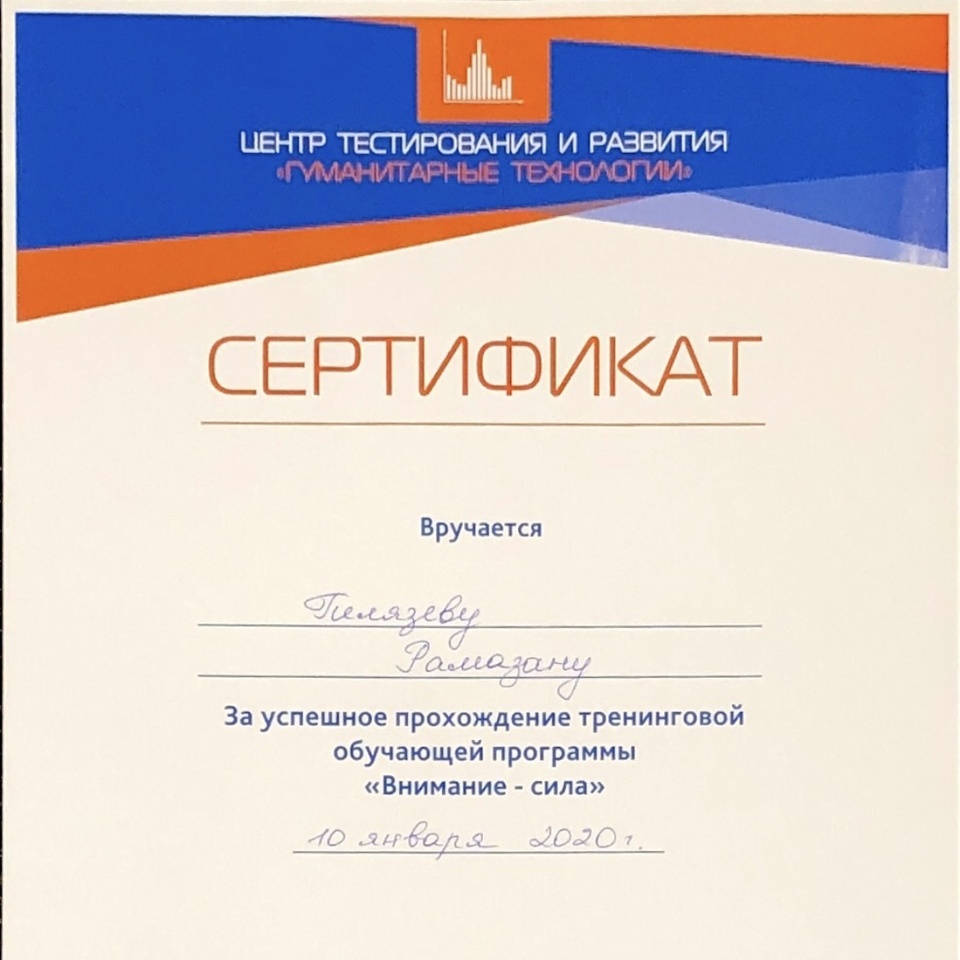 ЦЕНТР ТЕСТИРОВАНИЯ И РАЗВИТИЯ
«ГУМАНИТАРНЫЕ ТЕХНОЛОГИИ»
СЕРТИФИКАТ
Вручается
Гилязеву
Рамазану
За успешное прохождение тренинговой
обучающей программы
«Внимание - сила»
10 января 2020 г.